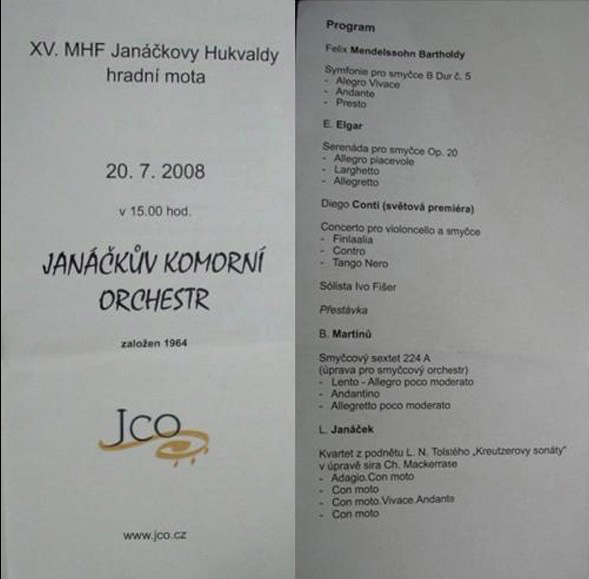 XV. MHF Janáčkovy Hukvaldy
hradní mota
20. 7. 2008
v 15.00 hod.
JANÁČKŮV KOMORNÍ
ORCHESTR
založen 1964
Jco
www.jco.cz
Program
Felix Mendelssohn Bartholdy
Symfonie pro smyčce B Dur č. 5
- Alegro Vivace
- Andante
- Presto
E. Elgar
Serenáda pro smyčce Op. 20
- Allegro piacevole
- Larghetto
- Allegretto
Diego Conti (světová premiéra)
Concerto pro violoncello a smyčce
- Finlaalia
- Contro
- Tango Nero
Sólista Ivo Fišer
Přestávka
B. Martinů
Smyčcový sextet 224 A
(úprava pro smyčcový orchestr)
- Lento - Allegro poco moderato
- Andantino
- Allegretto poco moderato
L. Janáček
Kvartet z podnětu L. N. Tolstého „Kreutzerovy sonáty"
v úpravě sira Ch. Mackerrase
- Adagio.Con moto
- Con moto
- Con moto.Vivace.Andante
- Con moto